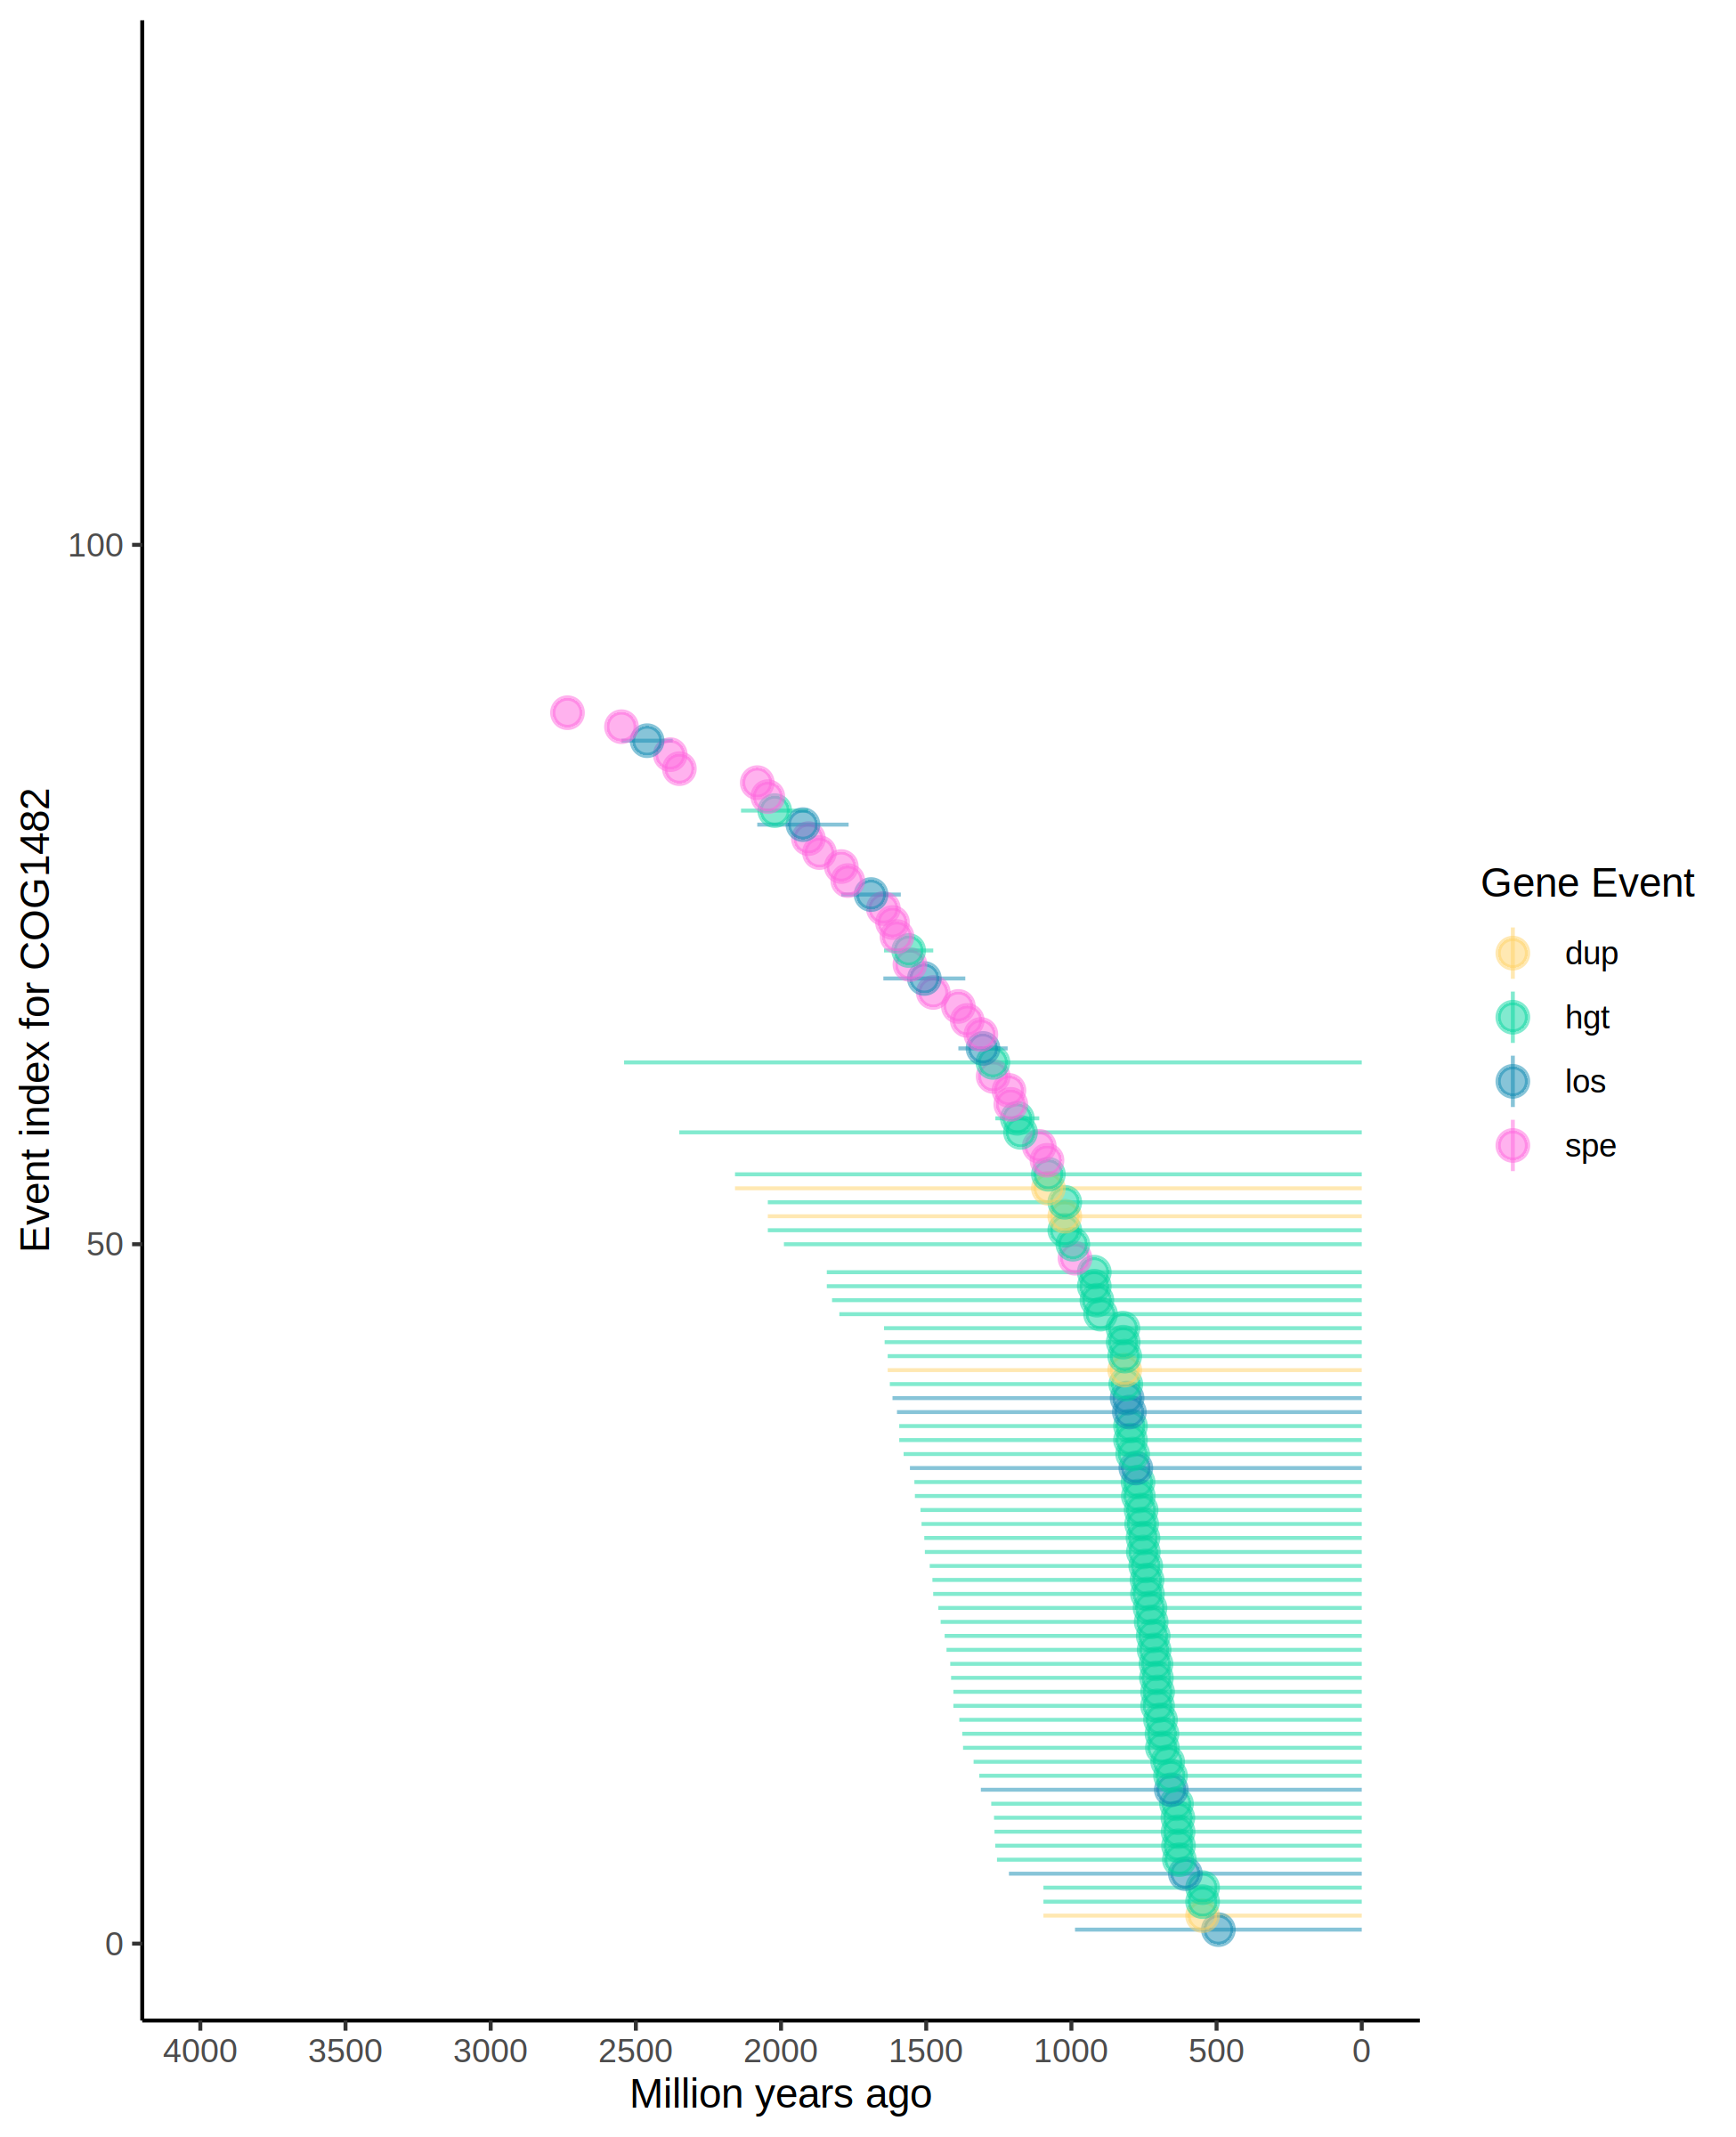 Event index for COG1482
100
50
0
4000 3500 3000 2500 2000 1500 1000 500 0
Million years ago
Gene Event
dup
hgt
los
spe